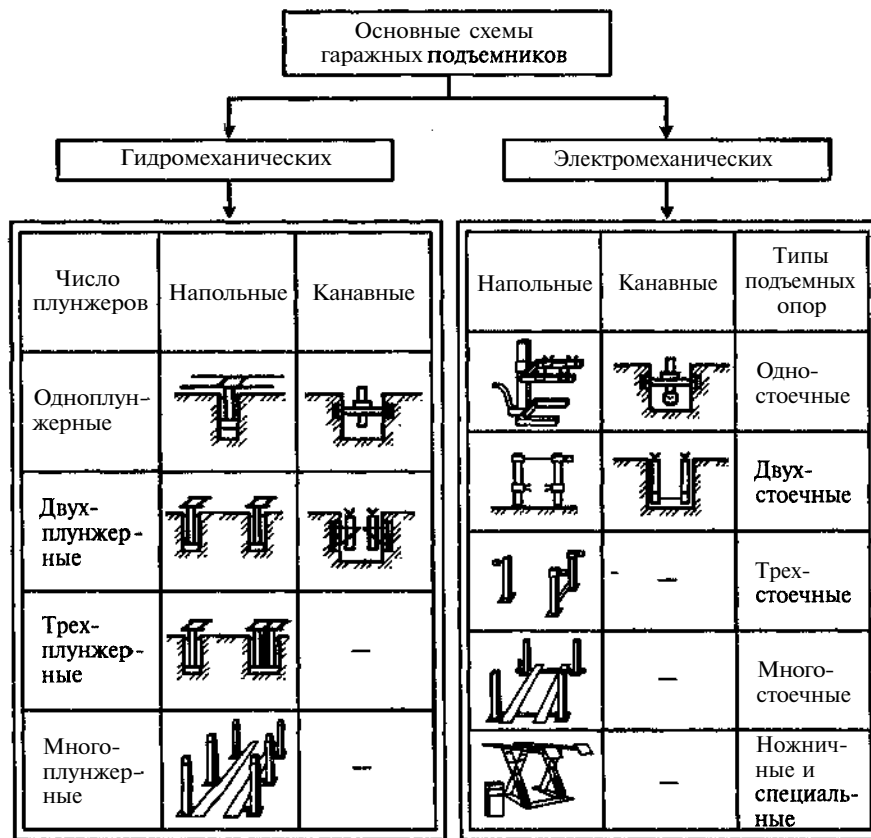 Основные схемы
гаражных подъемников
Гидромеханических
Электромеханических
Число
плунжеров
Напольные
Канавные
Одноплун-
жерные
Двух-
плунжер-
ные
–
Трех-
плунжер-
ные
–
Много-
плунжер-
ные
Напольные
Канавные
Типы
подъемных
опор
Одно-
стоечные
Двух-
стоечные
–
Трех-
стоечные
–
Много-
стоечные
–
Ножнич-
ные и
специаль-
ные